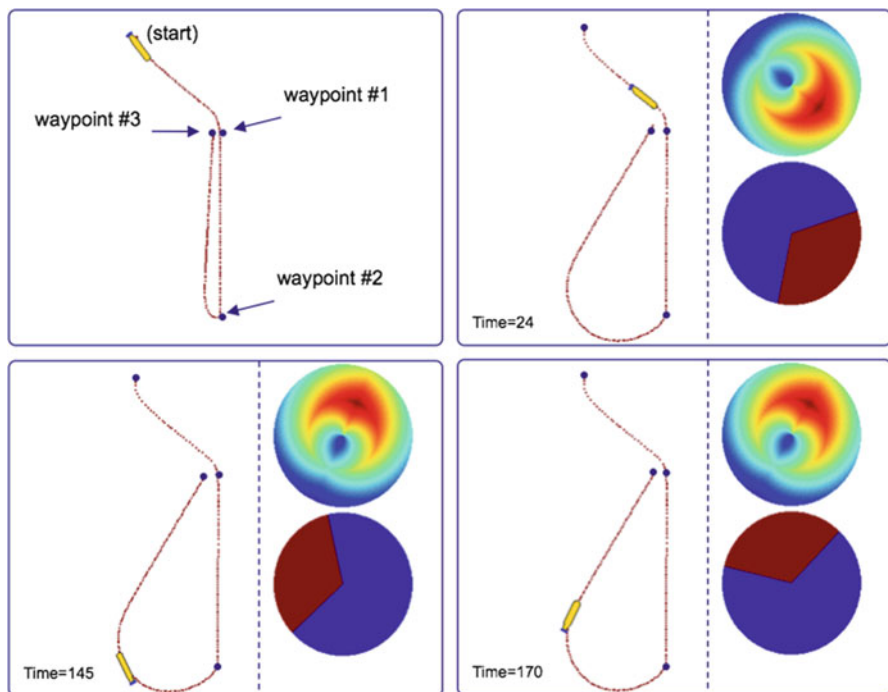 (start)
waypoint #1
waypoint #3
waypoint #2
Time=24
Time=145
Time=170